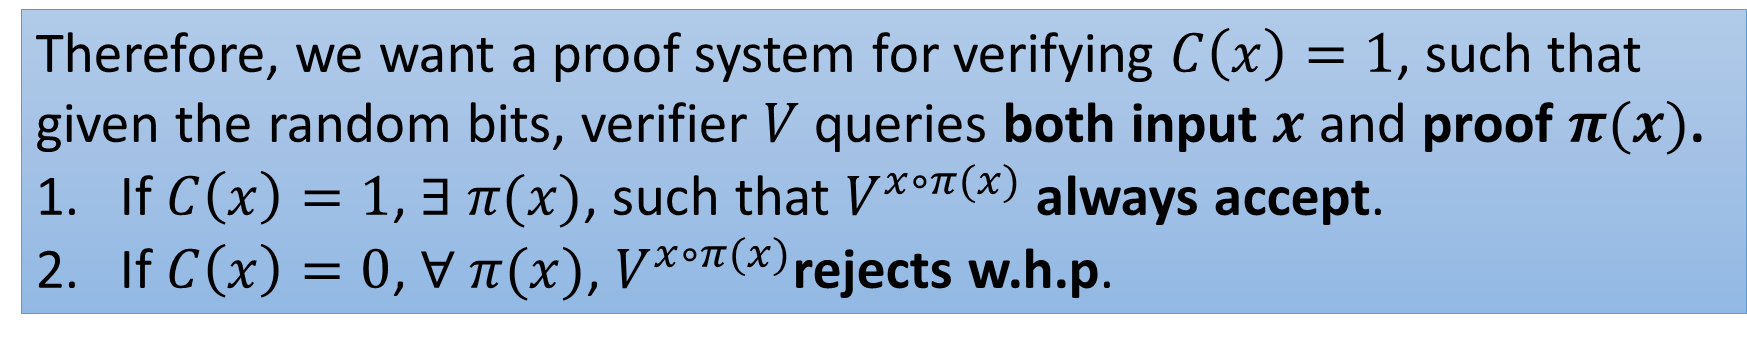 Therefore, we want a proof system for verifying 𝐶(𝑥) = 1, such that
given the random bits, verifier 𝑉 queries both input 𝒙 and proof 𝝅(𝒙).
1. If 𝐶(𝑥) = 1, ∃ 𝜋(𝑥), such that 𝑉^{𝑥∘𝜋(𝑥)} always accept.
2. If 𝐶(𝑥) = 0, ∀ 𝜋(𝑥), 𝑉^{𝑥∘𝜋(𝑥)} rejects w.h.p.